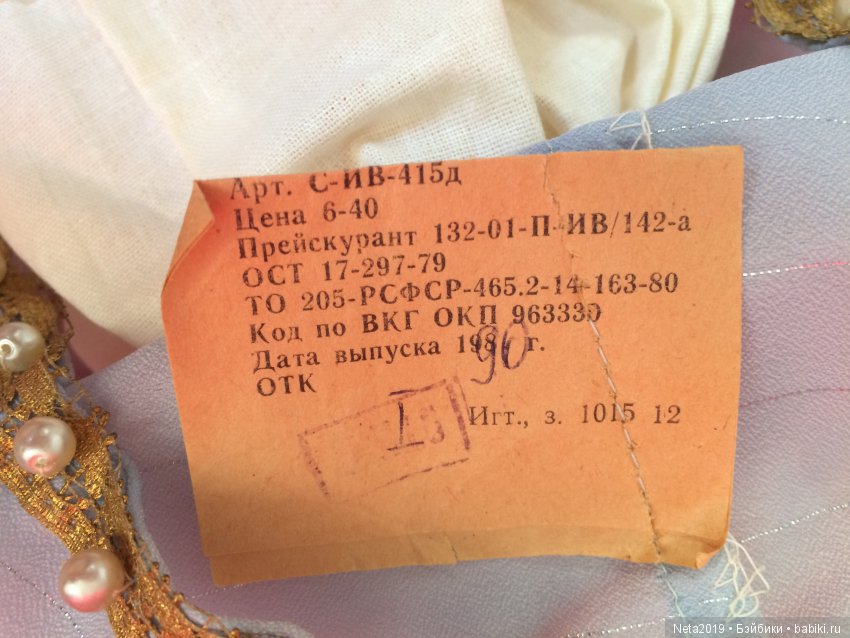 Арт. С-ИВ-415д
Цена 6-40
Прейскурант 132-01-П-ИВ/142-а
ОСТ 17-297-79
ТО 205-РСФСР-465.2-14-163-80
Код по ВКГ ОКП 963330
Дата выпуска 1990 г.
ОТК
Игт., з. 1015 12
Neta2019 • Бэйбики • babiki.ru